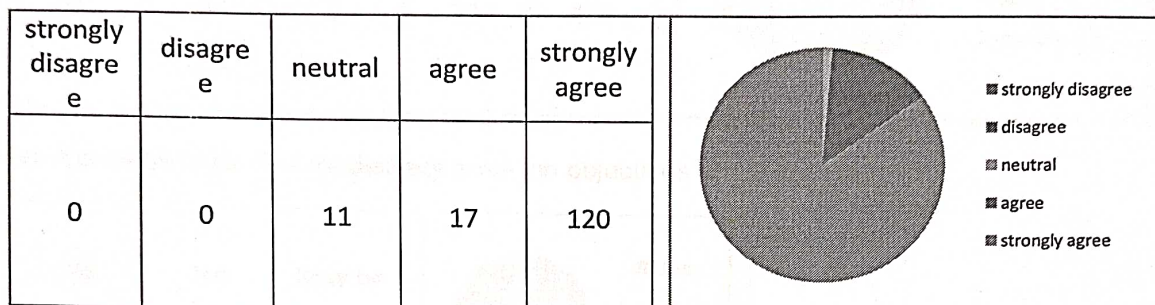 strongly
disagre
e
disagre
e
neutral
agree
strongly
agree
0
0
11
17
120
strongly disagree
disagree
neutral
agree
strongly agree